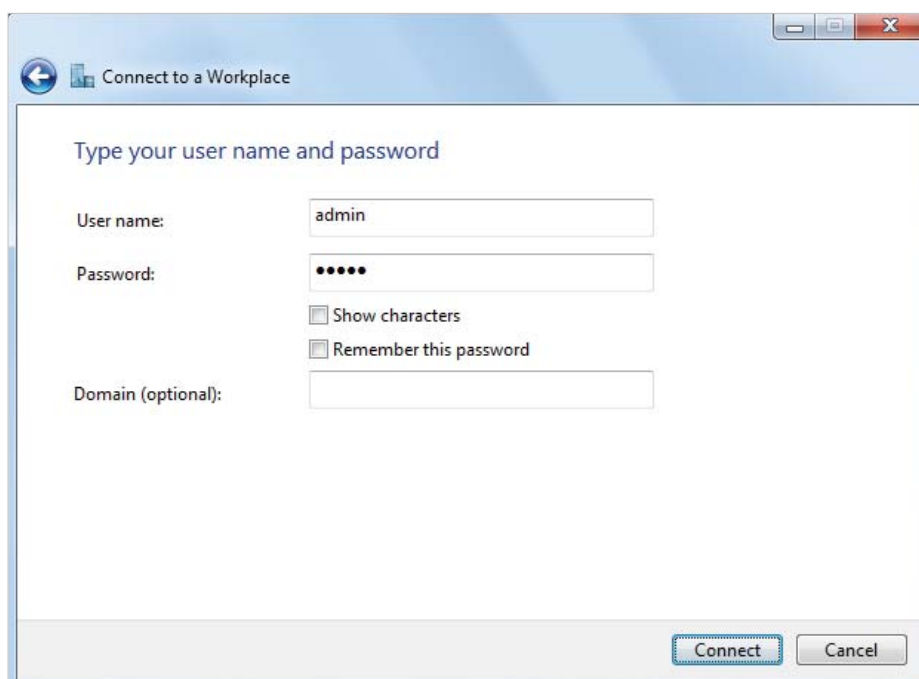 Connect to a Workplace
Type your user name and password
User name: admin
Password: •••••
Show characters
Remember this password
Domain (optional):
Connect Cancel